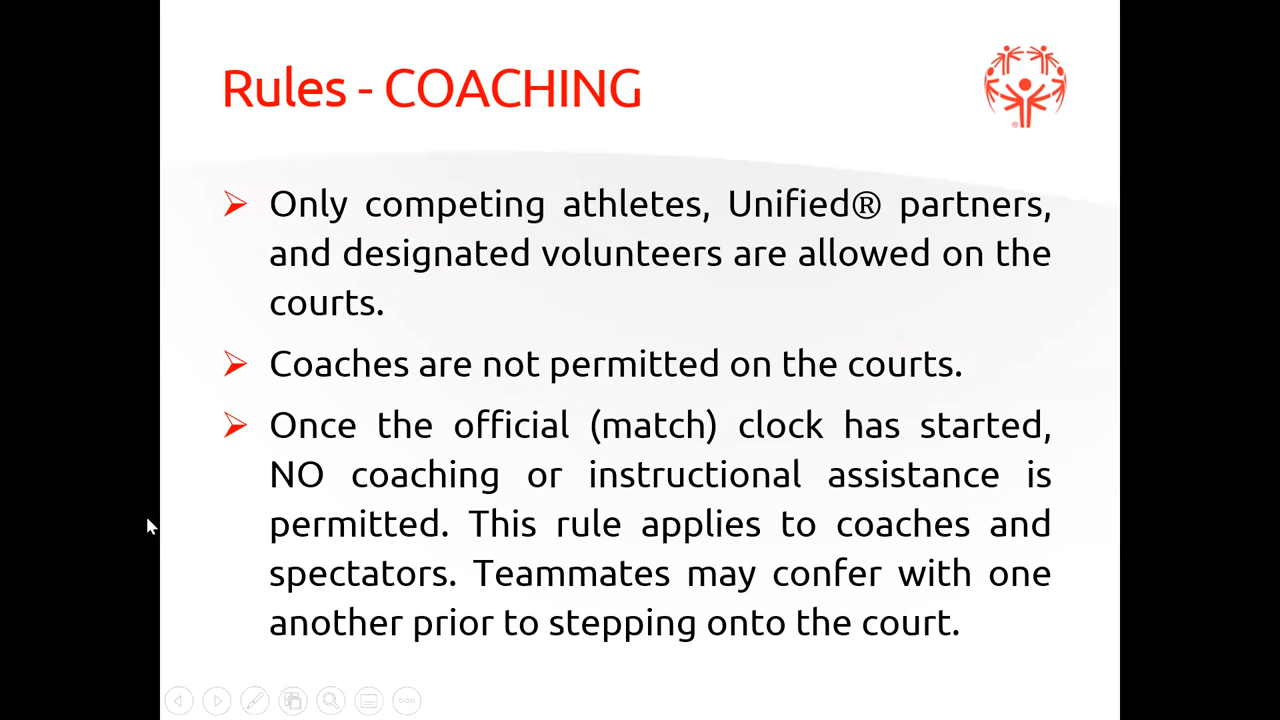 Rules - COACHING
Only competing athletes, Unified® partners,
and designated volunteers are allowed on the
courts.
Coaches are not permitted on the courts.
Once the official (match) clock has started,
NO coaching or instructional assistance is
permitted. This rule applies to coaches and
spectators. Teammates may confer with one
another prior to stepping onto the court.